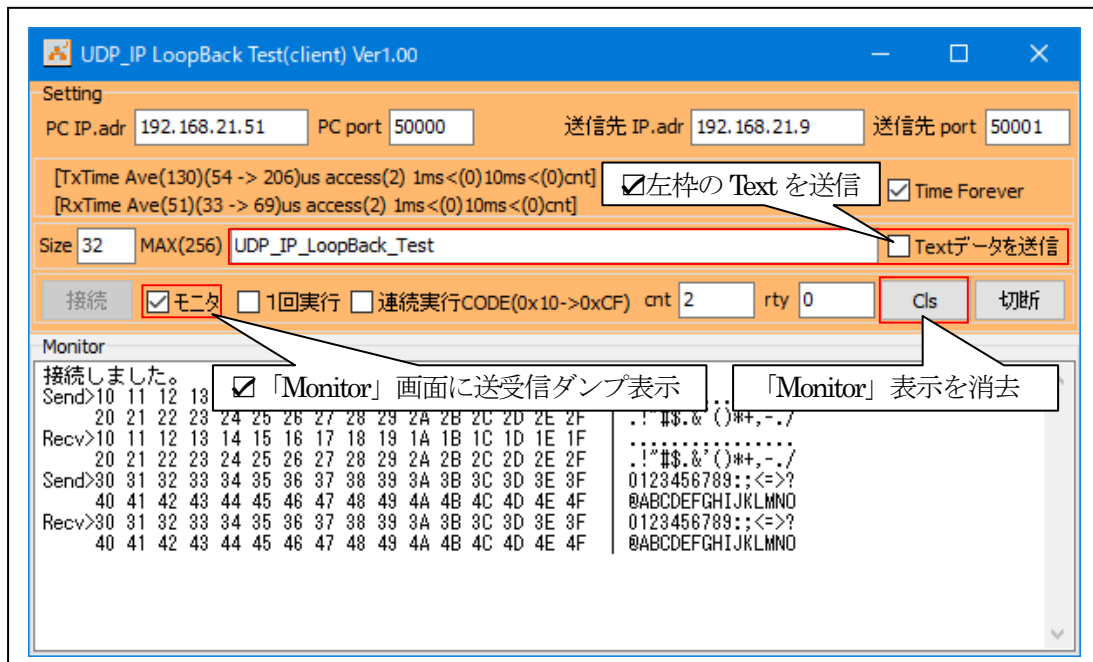 UDP_IP LoopBack Test(client) Ver1.00
Setting
PC IP.adr 192.168.21.51 PC port 50000 送信先 IP.adr 192.168.21.9 送信先 port 50001
[TxTime Ave(130)(54 -> 206)us access(2) 1ms<(0)10ms<(0)cnt]
[RxTime Ave(51)(33 -> 69)us access(2) 1ms<(0)10ms<(0)cnt]
☑左枠の Text を送信
Time Forever
Size 32 MAX(256) UDP_IP_LoopBack_Test Textデータを送信
接続 モニタ 1回実行 連続実行CODE(0x10->0xCF) cnt 2 rty 0 Cls 切断
Monitor
☑「Monitor」画面に送受信ダンプ表示
「Monitor」表示を消去
接続しました。
Send>10 11 12 13
20 21 22 23 24 25 26 27 28 29 2A 2B 2C 2D 2E 2F | .!"#$.&'()*+,-./
Recv>10 11 12 13 14 15 16 17 18 19 1A 1B 1C 1D 1E 1F | ................
20 21 22 23 24 25 26 27 28 29 2A 2B 2C 2D 2E 2F | .!"#$.&'()*+,-./
Send>30 31 32 33 34 35 36 37 38 39 3A 3B 3C 3D 3E 3F | 0123456789:;<=>?
40 41 42 43 44 45 46 47 48 49 4A 4B 4C 4D 4E 4F | @ABCDEFGHIJKLMNO
Recv>30 31 32 33 34 35 36 37 38 39 3A 3B 3C 3D 3E 3F | 0123456789:;<=>?
40 41 42 43 44 45 46 47 48 49 4A 4B 4C 4D 4E 4F | @ABCDEFGHIJKLMNO